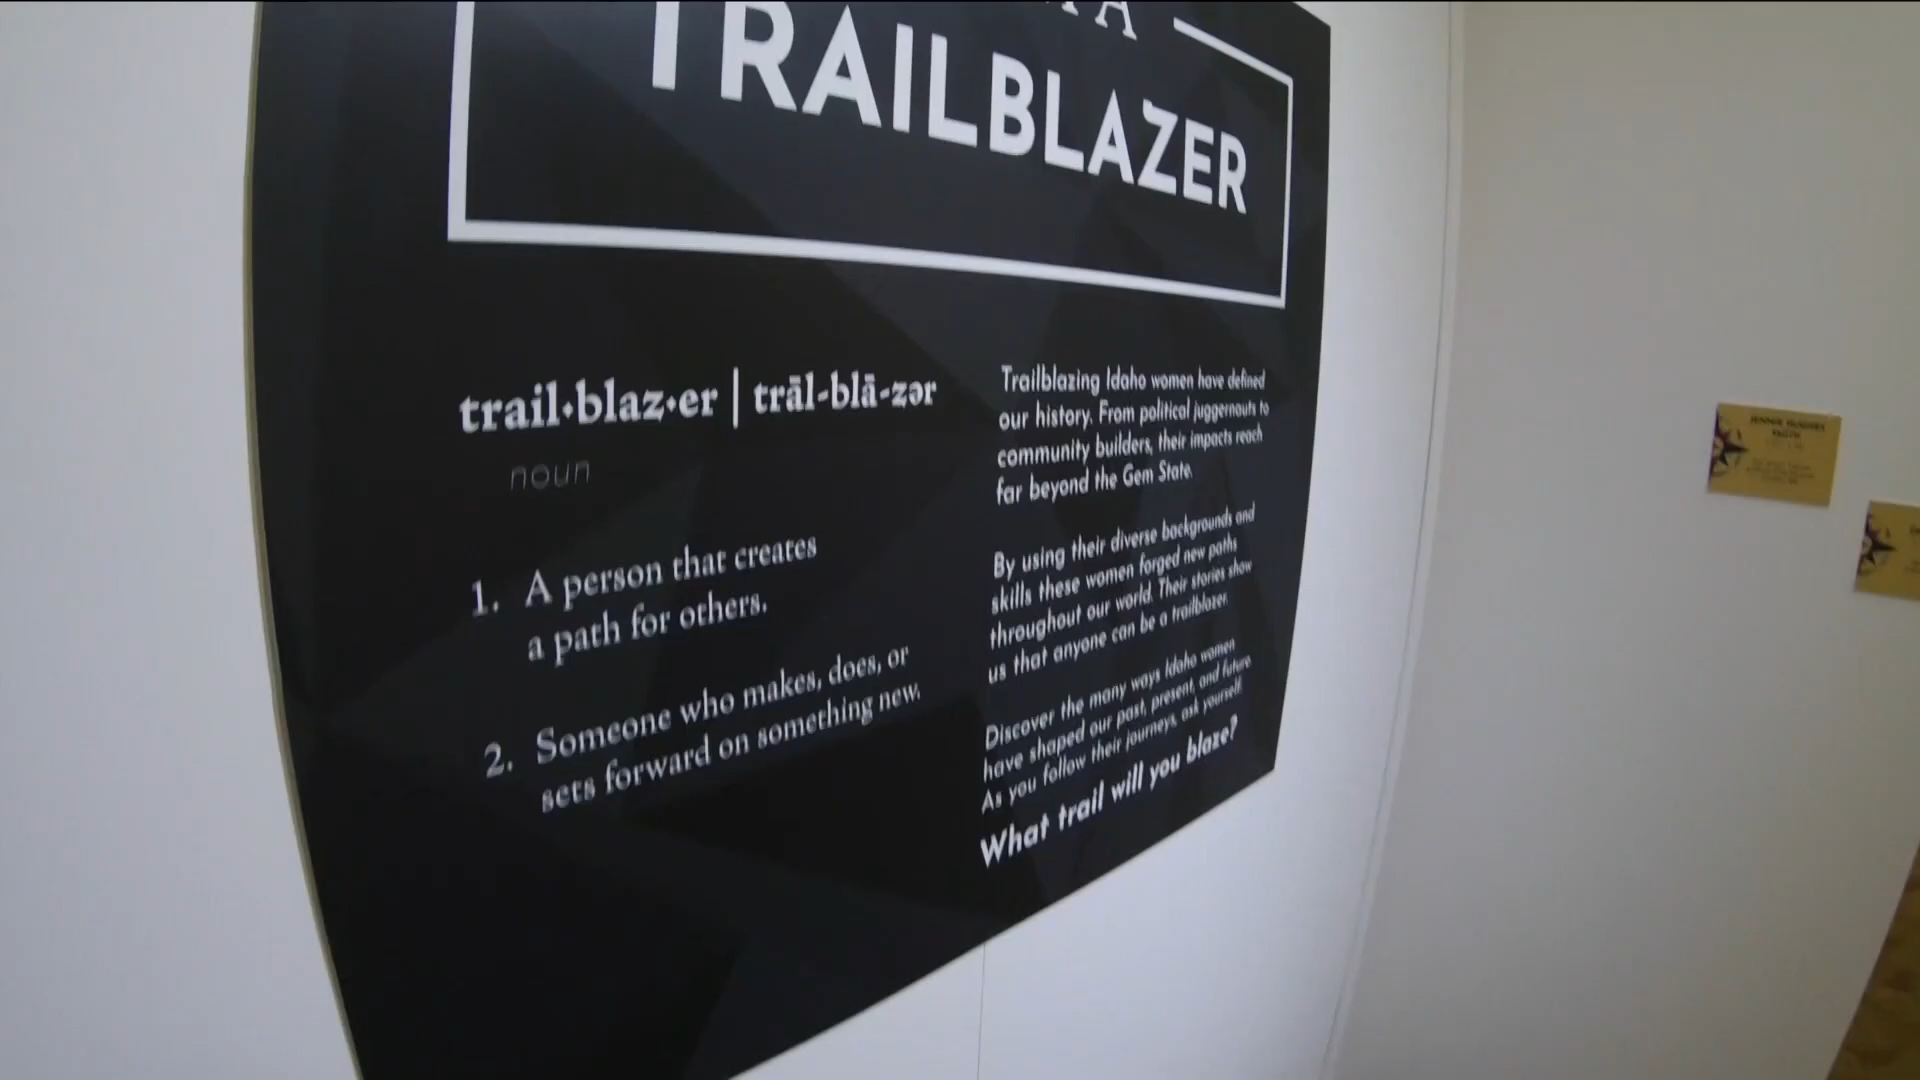 TRAILBLAZER
trail•blaz•er | trāl-blā-zər
noun
1. A person that creates
a path for others.
2. Someone who makes, does, or
sets forward on something new.
Trailblazing Idaho women have defined
our history. From political juggernauts to
community builders, their impacts reach
far beyond the Gem State.
By using their diverse backgrounds and
skills these women forged new paths
throughout our world. Their stories show
us that anyone can be a trailblazer.
Discover the many ways Idaho women
have shaped our past, present, and future.
As you follow their journeys, ask yourself:
What trail will you blaze?